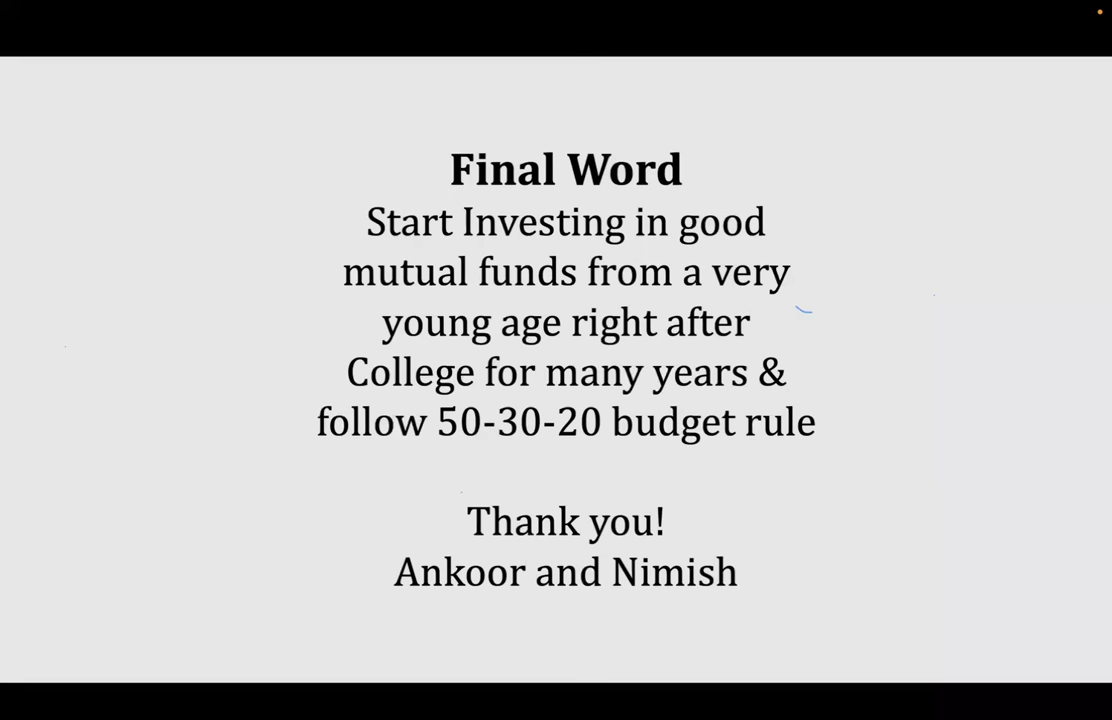 Final Word
Start Investing in good
mutual funds from a very
young age right after
College for many years &
follow 50-30-20 budget rule
Thank you!
Ankoor and Nimish